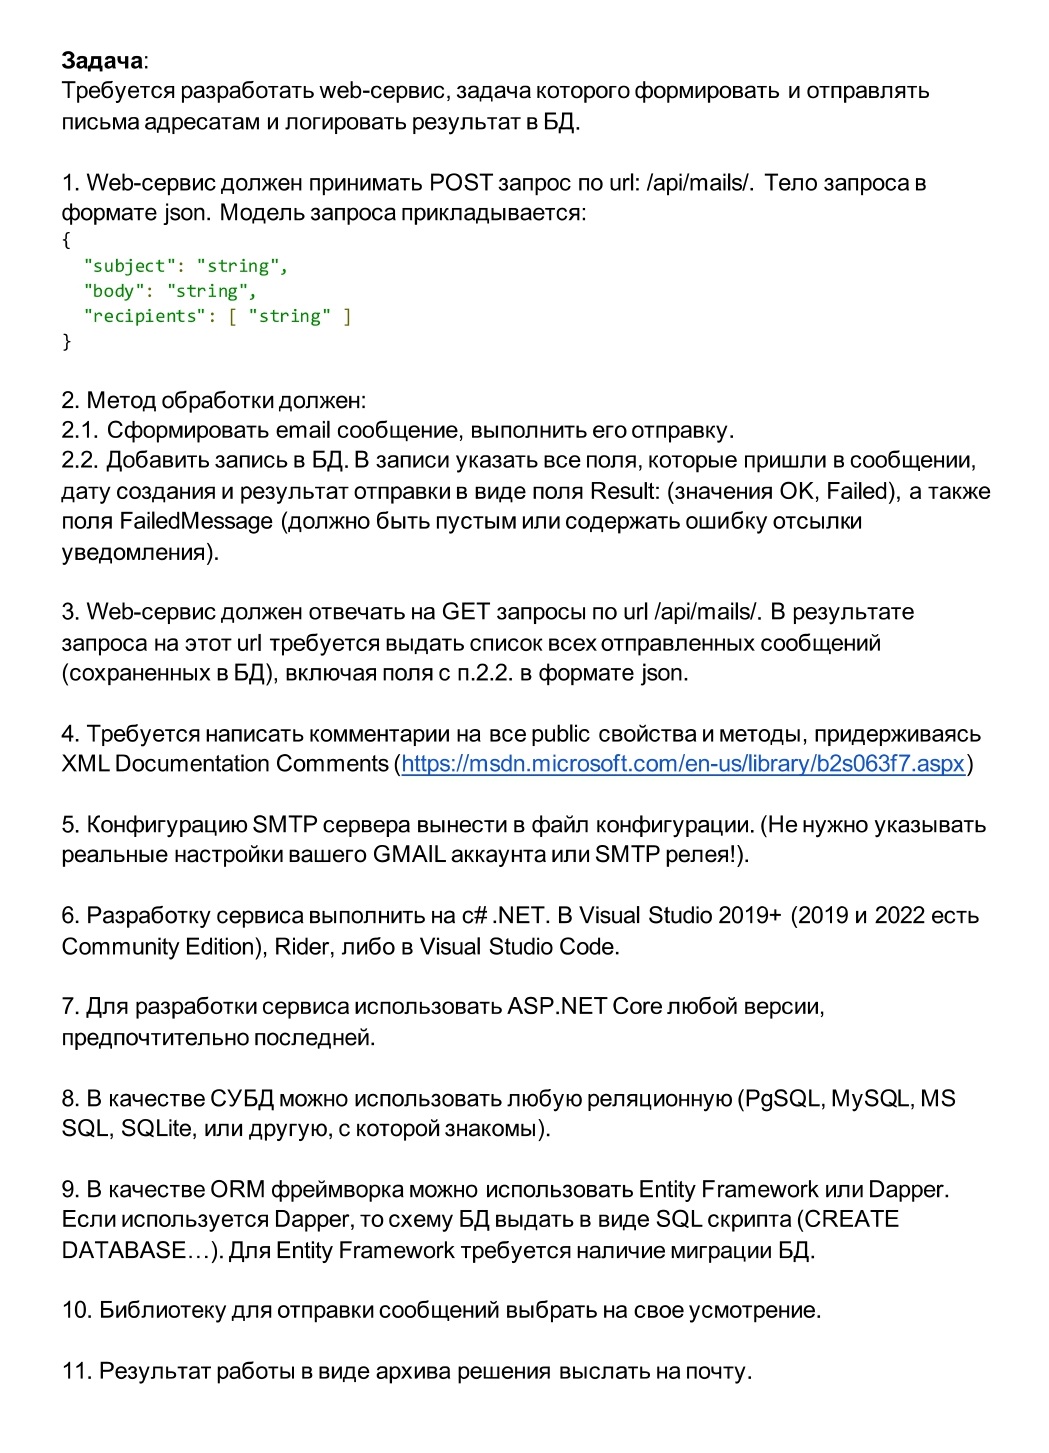 Задача:
Требуется разработать web-сервис, задача которого формировать и отправлять
письма адресатам и логировать результат в БД.
1. Web-сервис должен принимать POST запрос по url: /api/mails/. Тело запроса в
формате json. Модель запроса прикладывается:
{
"subject": "string",
"body": "string",
"recipients": [ "string" ]
}
2. Метод обработки должен:
2.1. Сформировать email сообщение, выполнить его отправку.
2.2. Добавить запись в БД. В записи указать все поля, которые пришли в сообщении,
дату создания и результат отправки в виде поля Result: (значения OK, Failed), а также
поля FailedMessage (должно быть пустым или содержать ошибку отсылки
уведомления).
3. Web-сервис должен отвечать на GET запросы по url /api/mails/. В результате
запроса на этот url требуется выдать список всех отправленных сообщений
(сохраненных в БД), включая поля с п.2.2. в формате json.
4. Требуется написать комментарии на все public свойства и методы, придерживаясь
XML Documentation Comments (https://msdn.microsoft.com/en-us/library/b2s063f7.aspx)
5. Конфигурацию SMTP сервера вынести в файл конфигурации. (Не нужно указывать
реальные настройки вашего GMAIL аккаунта или SMTP релея!).
6. Разработку сервиса выполнить на c# .NET. В Visual Studio 2019+ (2019 и 2022 есть
Community Edition), Rider, либо в Visual Studio Code.
7. Для разработки сервиса использовать ASP.NET Core любой версии,
предпочтительно последней.
8. В качестве СУБД можно использовать любую реляционную (PgSQL, MySQL, MS
SQL, SQLite, или другую, с которой знакомы).
9. В качестве ORM фреймворка можно использовать Entity Framework или Dapper.
Если используется Dapper, то схему БД выдать в виде SQL скрипта (CREATE
DATABASE…). Для Entity Framework требуется наличие миграции БД.
10. Библиотеку для отправки сообщений выбрать на свое усмотрение.
11. Результат работы в виде архива решения выслать на почту.